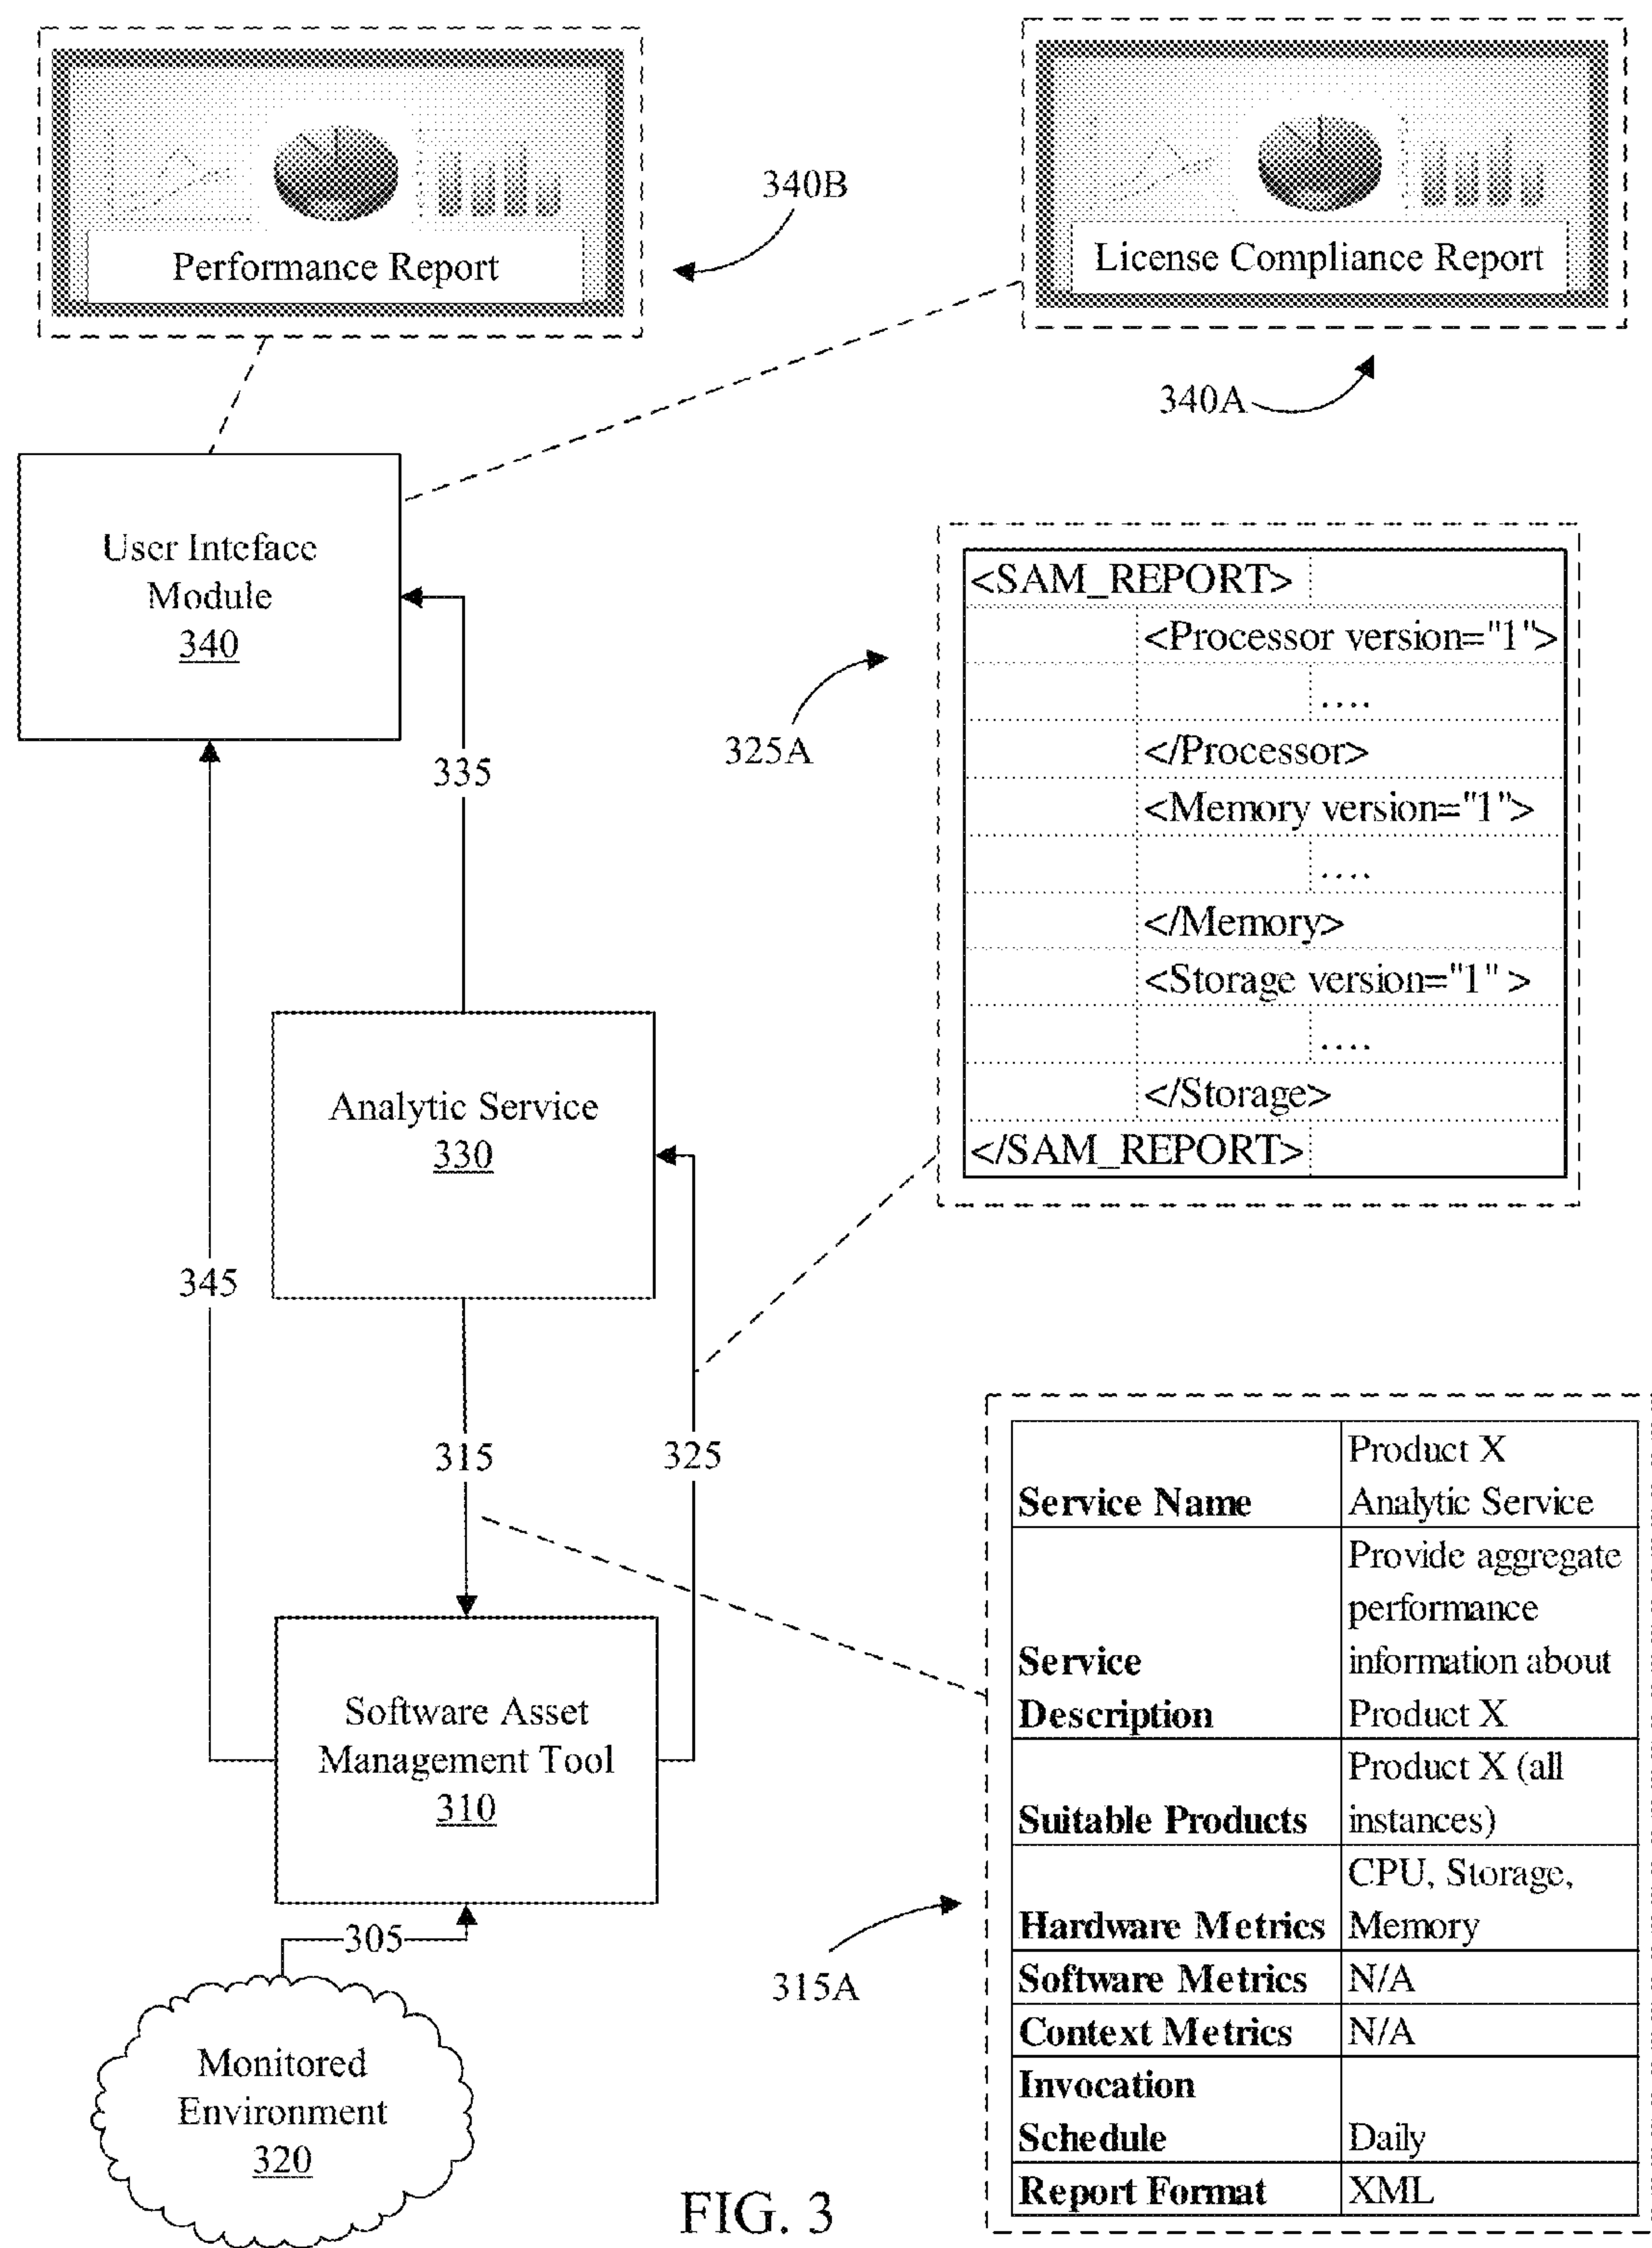 Performance Report
340B
License Compliance Report
340A
User Inteface
Module
340
335
325A
<SAM_REPORT>
<Processor version="1">
....
</Processor>
<Memory version="1">
....
</Memory>
<Storage version="1" >
....
</Storage>
</SAM_REPORT>
Analytic Service
330
345
315
325
Software Asset
Management Tool
310
305
Monitored
Environment
320
315A
Product X
Service Name Analytic Service
Provide aggregate
performance
Service information about
Description Product X
Product X (all
Suitable Products instances)
CPU, Storage,
Hardware Metrics Memory
Software Metrics N/A
Context Metrics N/A
Invocation
Schedule Daily
Report Format XML
FIG. 3